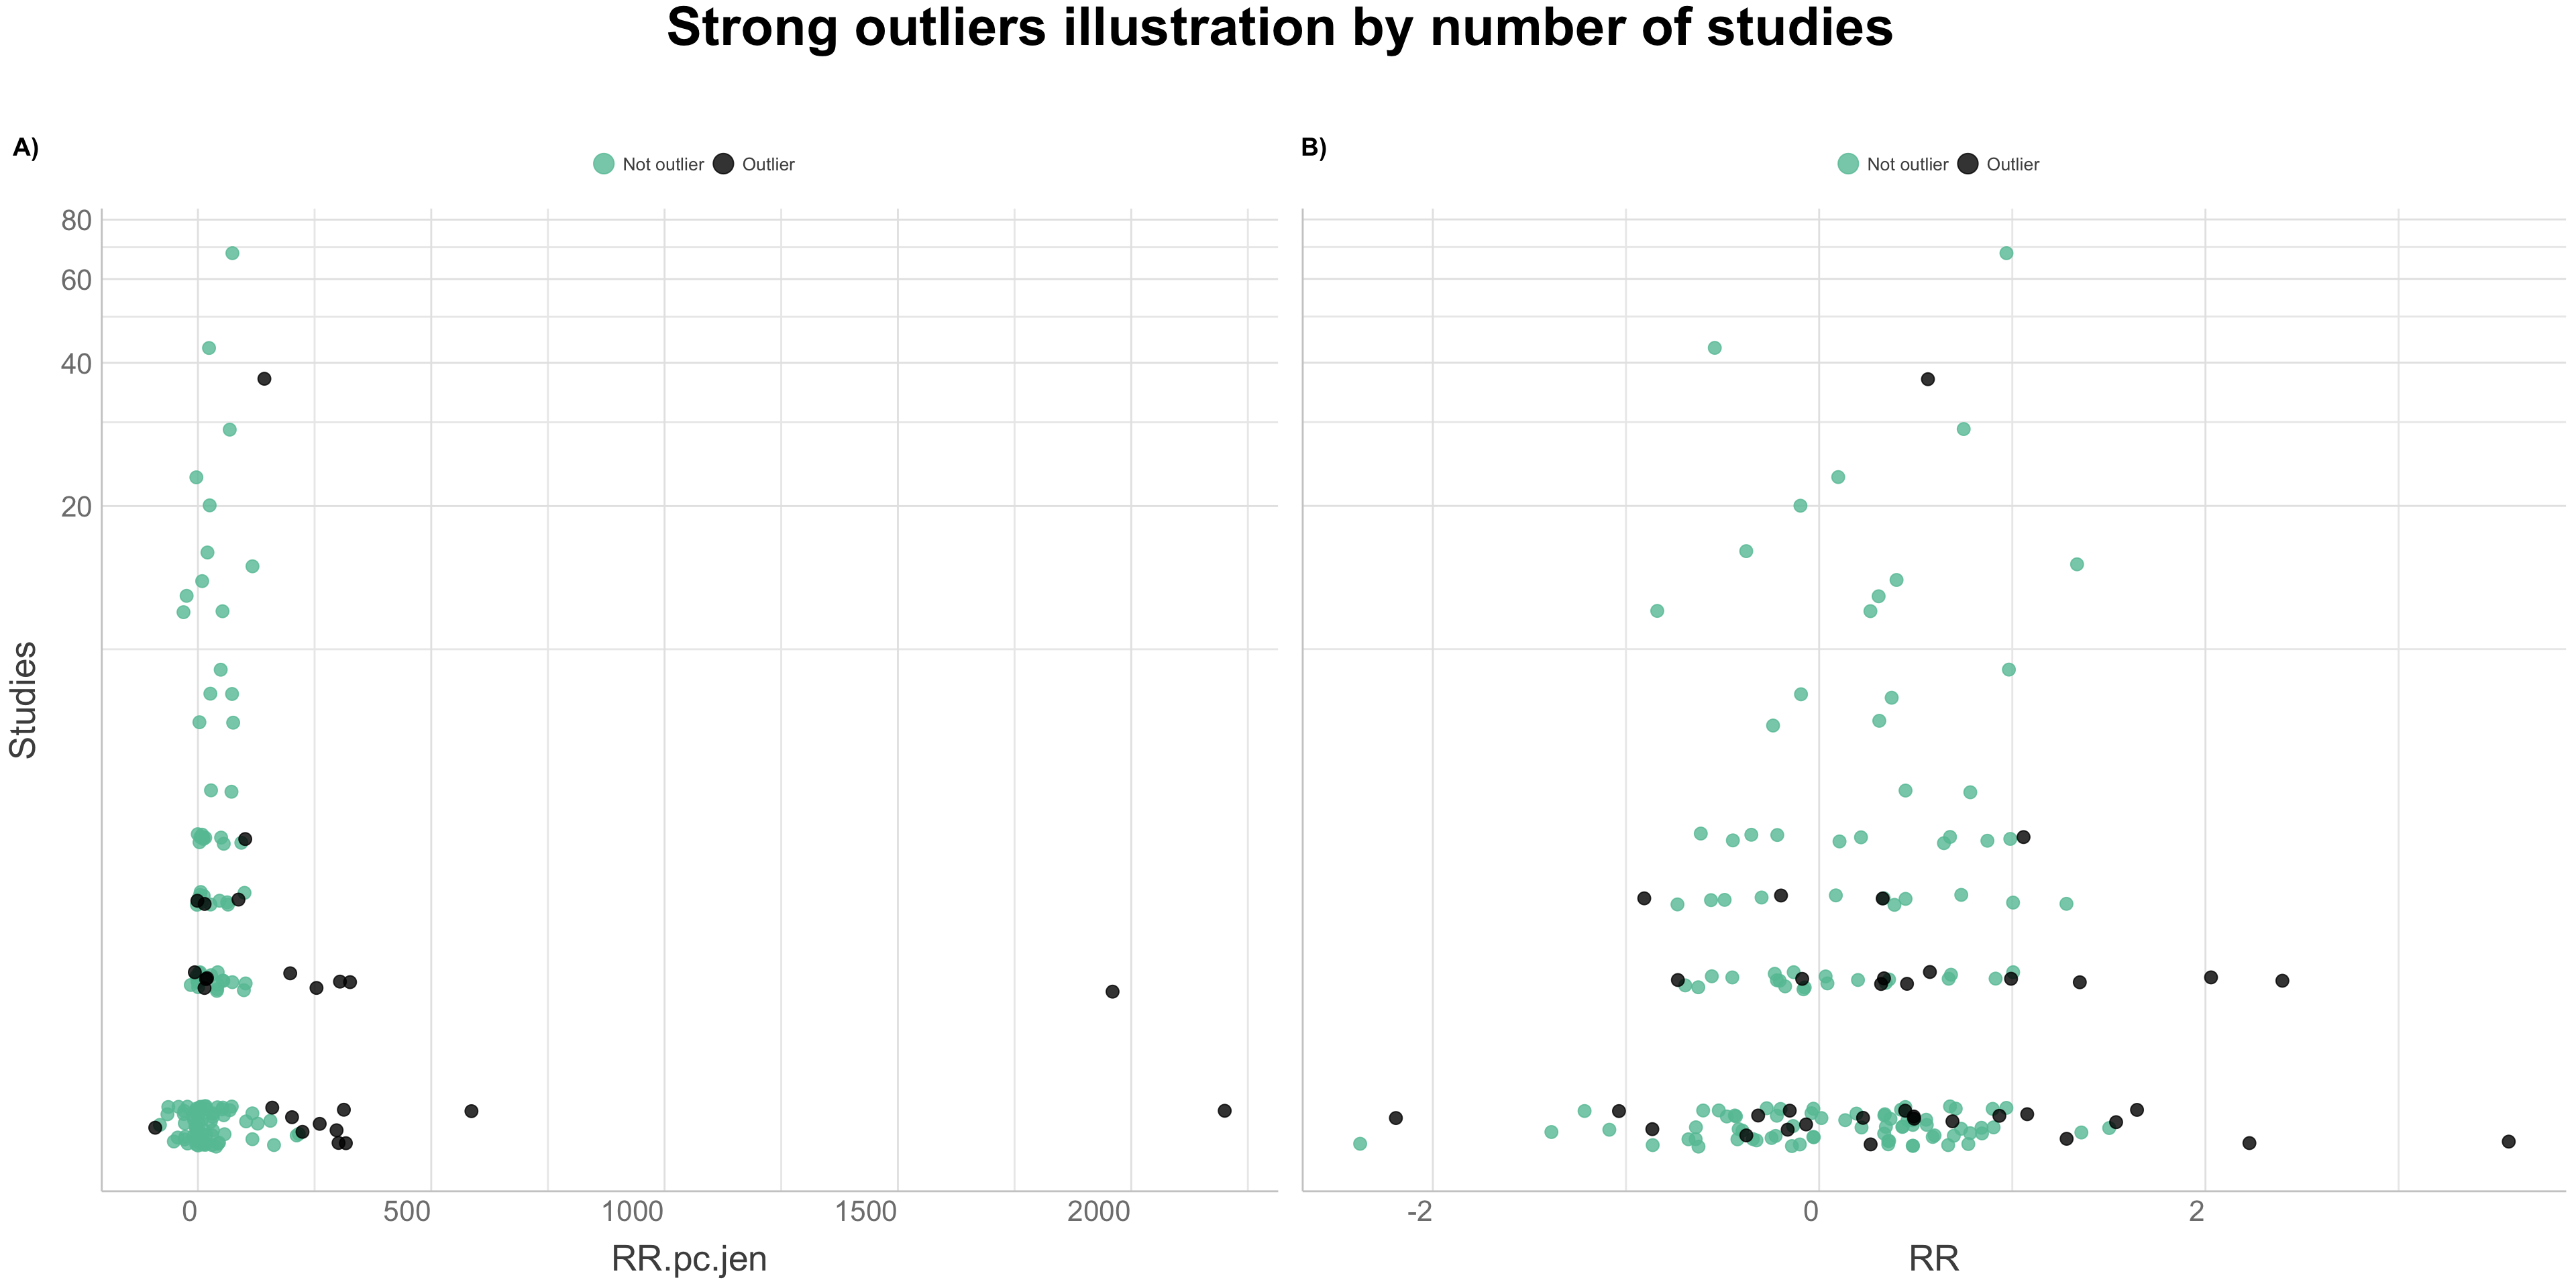 Strong outliers illustration by number of studies
A)
Not outlier
Outlier
80
60
40
20
Studies
0
500
1000
1500
2000
RR.pc.jen
B)
Not outlier
Outlier
-2
0
2
RR